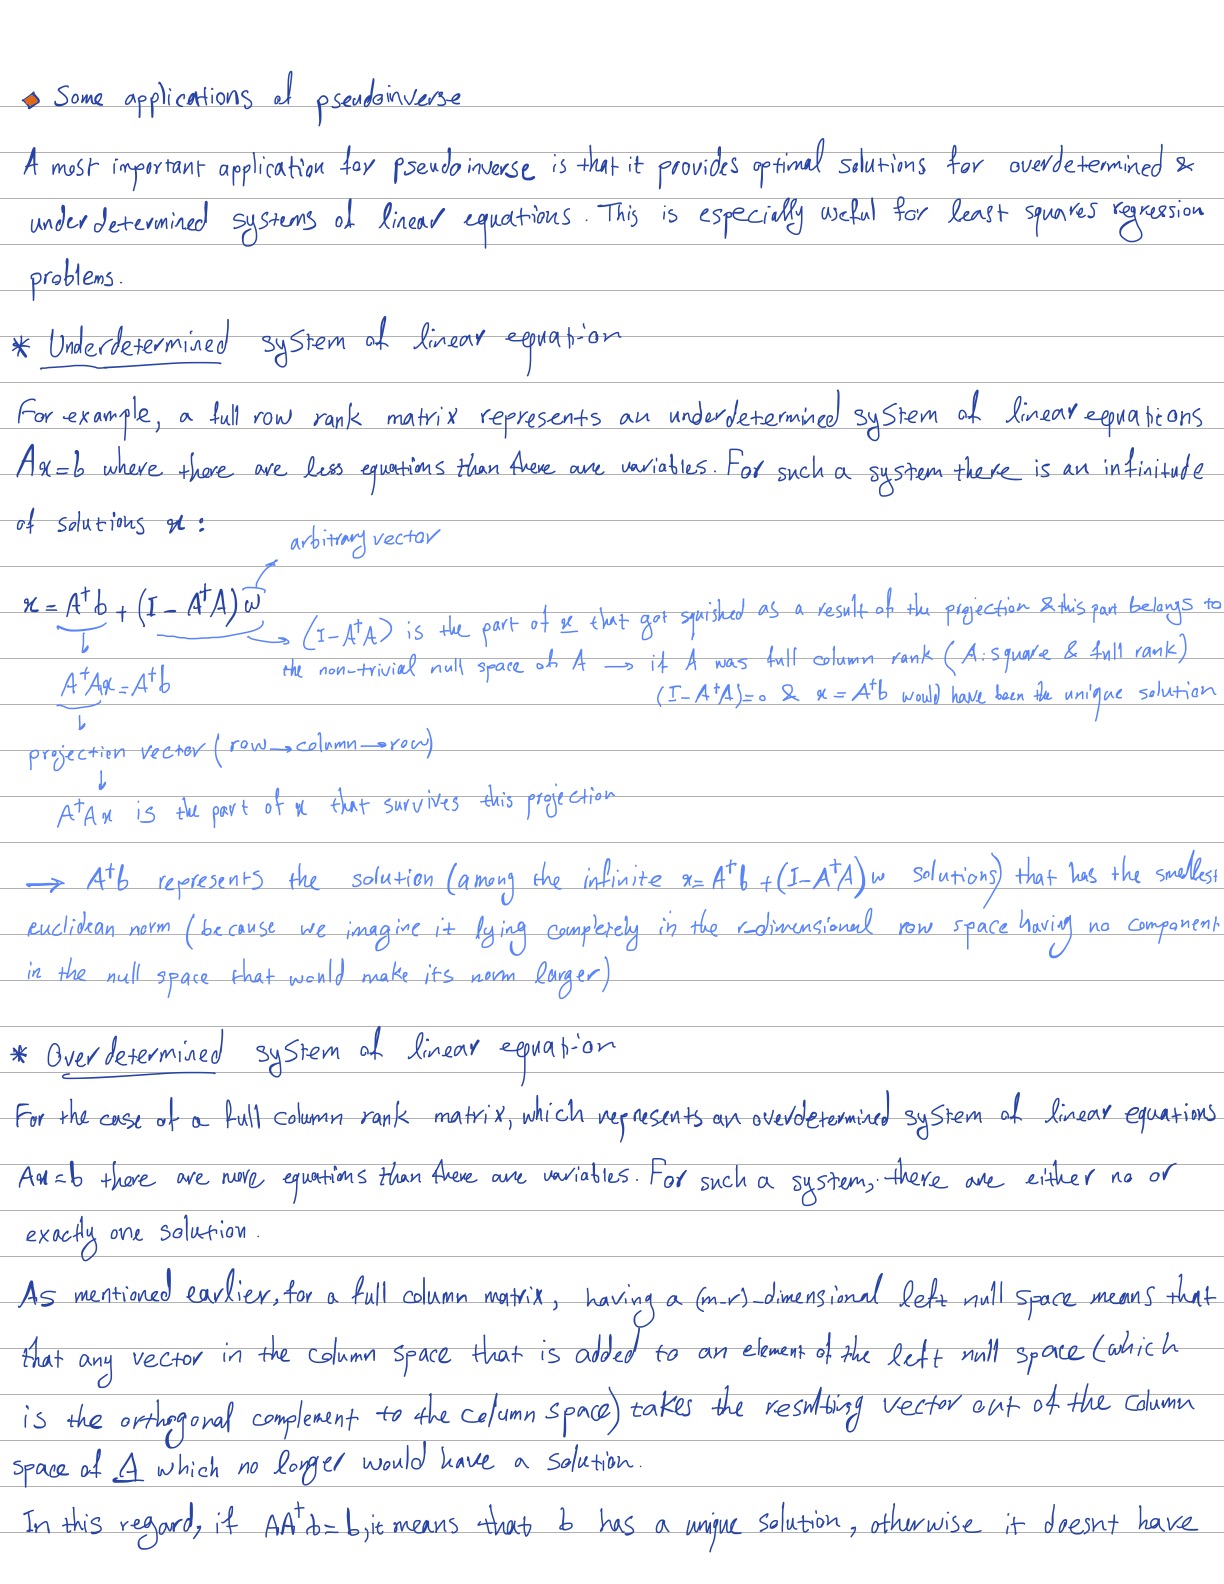 Some applications of pseudoinverse
A most important application for pseudoinverse is that it provides optimal solutions for overdetermined &
underdetermined systems of linear equations. This is especially useful for least squares regression
problems.
* Underdetermined system of linear equation
For example, a full row rank matrix represents an underdetermined system of linear equations
Ax=b where there are less equations than there are variables. For such a system there is an infinitude
of solutions x :
arbitrary vector
x = A⁺b + (I - A⁺A) w
(I-A⁺A) is the part of x that got squished as a result of the projection & this part belongs to
the non-trivial null space of A → if A was full column rank (A: square & full rank)
(I-A⁺A)=0 & x = A⁺b would have been the unique solution
A⁺Ax = A⁺b
projection vector (row → column → row)
A⁺Ax is the part of x that survives this projection
→ A⁺b represents the solution (among the infinite x= A⁺b +(I-A⁺A) w solutions) that has the smallest
euclidean norm (because we imagine it lying completely in the r-dimensional row space having no component
in the null space that would make its norm larger)
* Overdetermined system of linear equation
For the case of a full column rank matrix, which represents an overdetermined system of linear equations
Ax=b there are more equations than there are variables. For such a system, there are either no or
exactly one solution.
As mentioned earlier, for a full column matrix, having a (m-r)-dimensional left null space means that
that any vector in the column space that is added to an element of the left null space (which
is the orthogonal complement to the column space) takes the resulting vector out of the column
space of A which no longer would have a solution.
In this regard, if AA⁺b = b, it means that b has a unique solution, otherwise it doesnt have